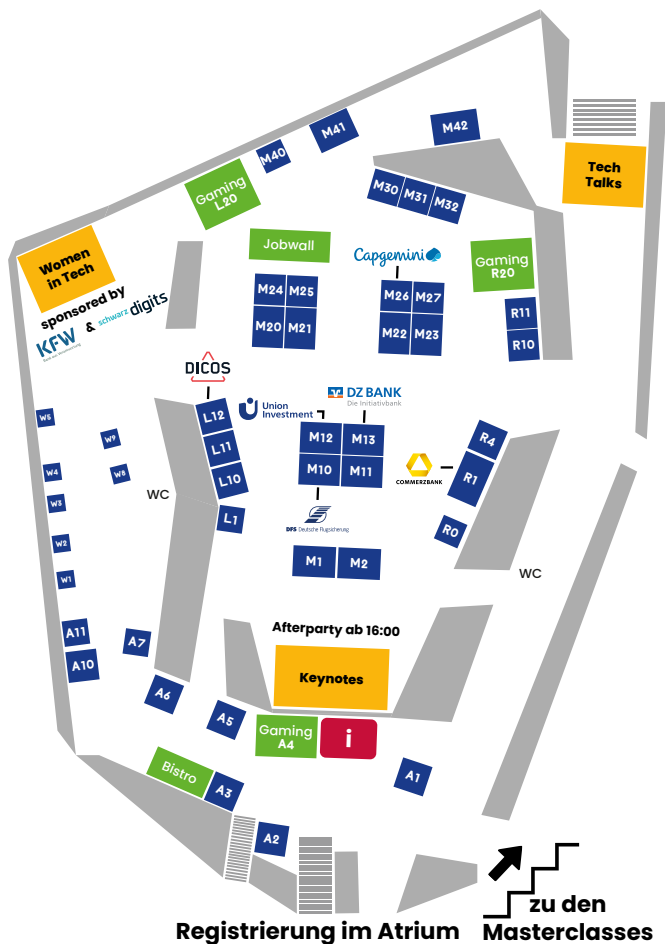 M41
M42
M40
Tech
Talks
Gaming
L20
M30
M31
M32
Women
in Tech
sponsored by
KFW
Bank aus Verantwortung
&
schwarz digits
Jobwall
Capgemini
Gaming
R20
M24
M25
M26
M27
M20
M21
M22
M23
R11
R10
DICOS
Union
Investment
DZ BANK
Die Initiativbank
W5
W9
L12
L11
L10
L1
M12
M13
M10
M11
COMMERZBANK
R4
R1
R0
W4
W8
W3
WC
W2
W1
DFS Deutsche Flugsicherung
M1
M2
WC
A11
A10
A7
A6
A5
Afterparty ab 16:00
Keynotes
Gaming
A4
i
A1
Bistro
A3
A2
Registrierung im Atrium
zu den
Masterclasses